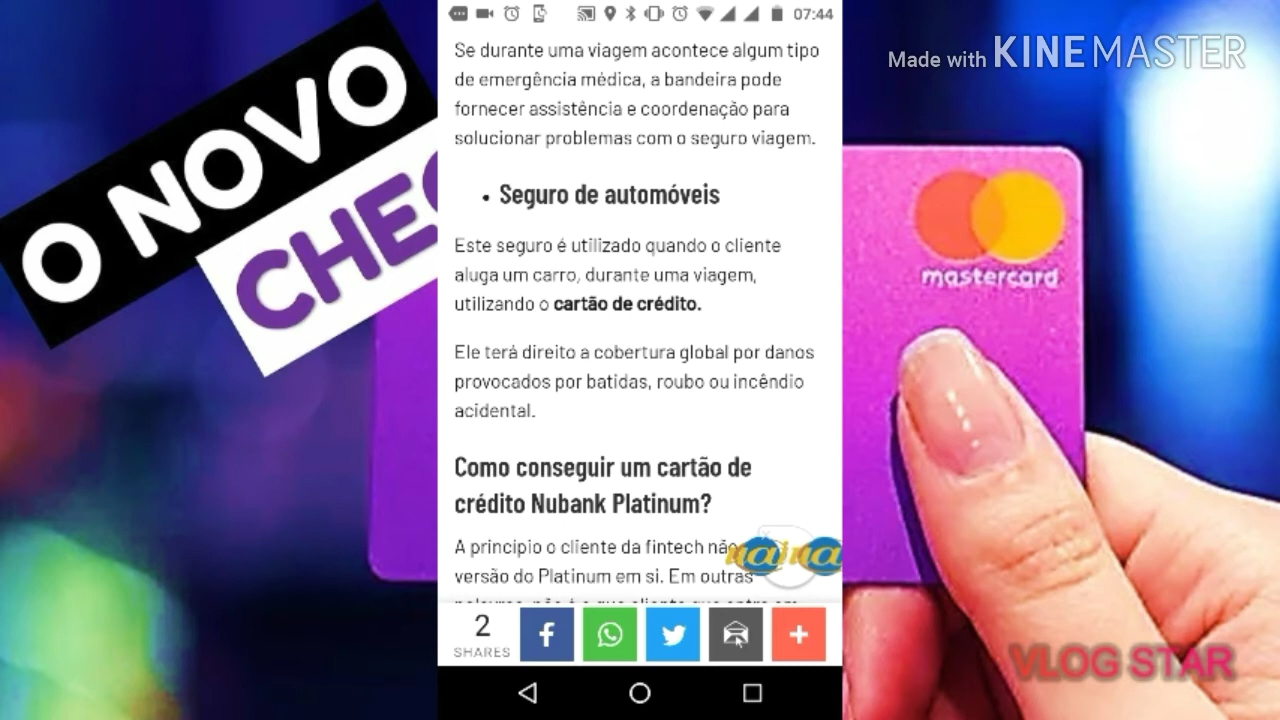 O NOVO
CHE
07:44
Made with KINEMASTER
Se durante uma viagem acontece algum tipo
de emergência médica, a bandeira pode
fornecer assistência e coordenação para
solucionar problemas com o seguro viagem.
• Seguro de automóveis
Este seguro é utilizado quando o cliente
aluga um carro, durante uma viagem,
utilizando o cartão de crédito.
Ele terá direito a cobertura global por danos
provocados por batidas, roubo ou incêndio
acidental.
Como conseguir um cartão de
crédito Nubank Platinum?
A princípio o cliente da fintech não
versão do Platinum em si. Em outras
2
SHARES
mastercard
VLOG STAR